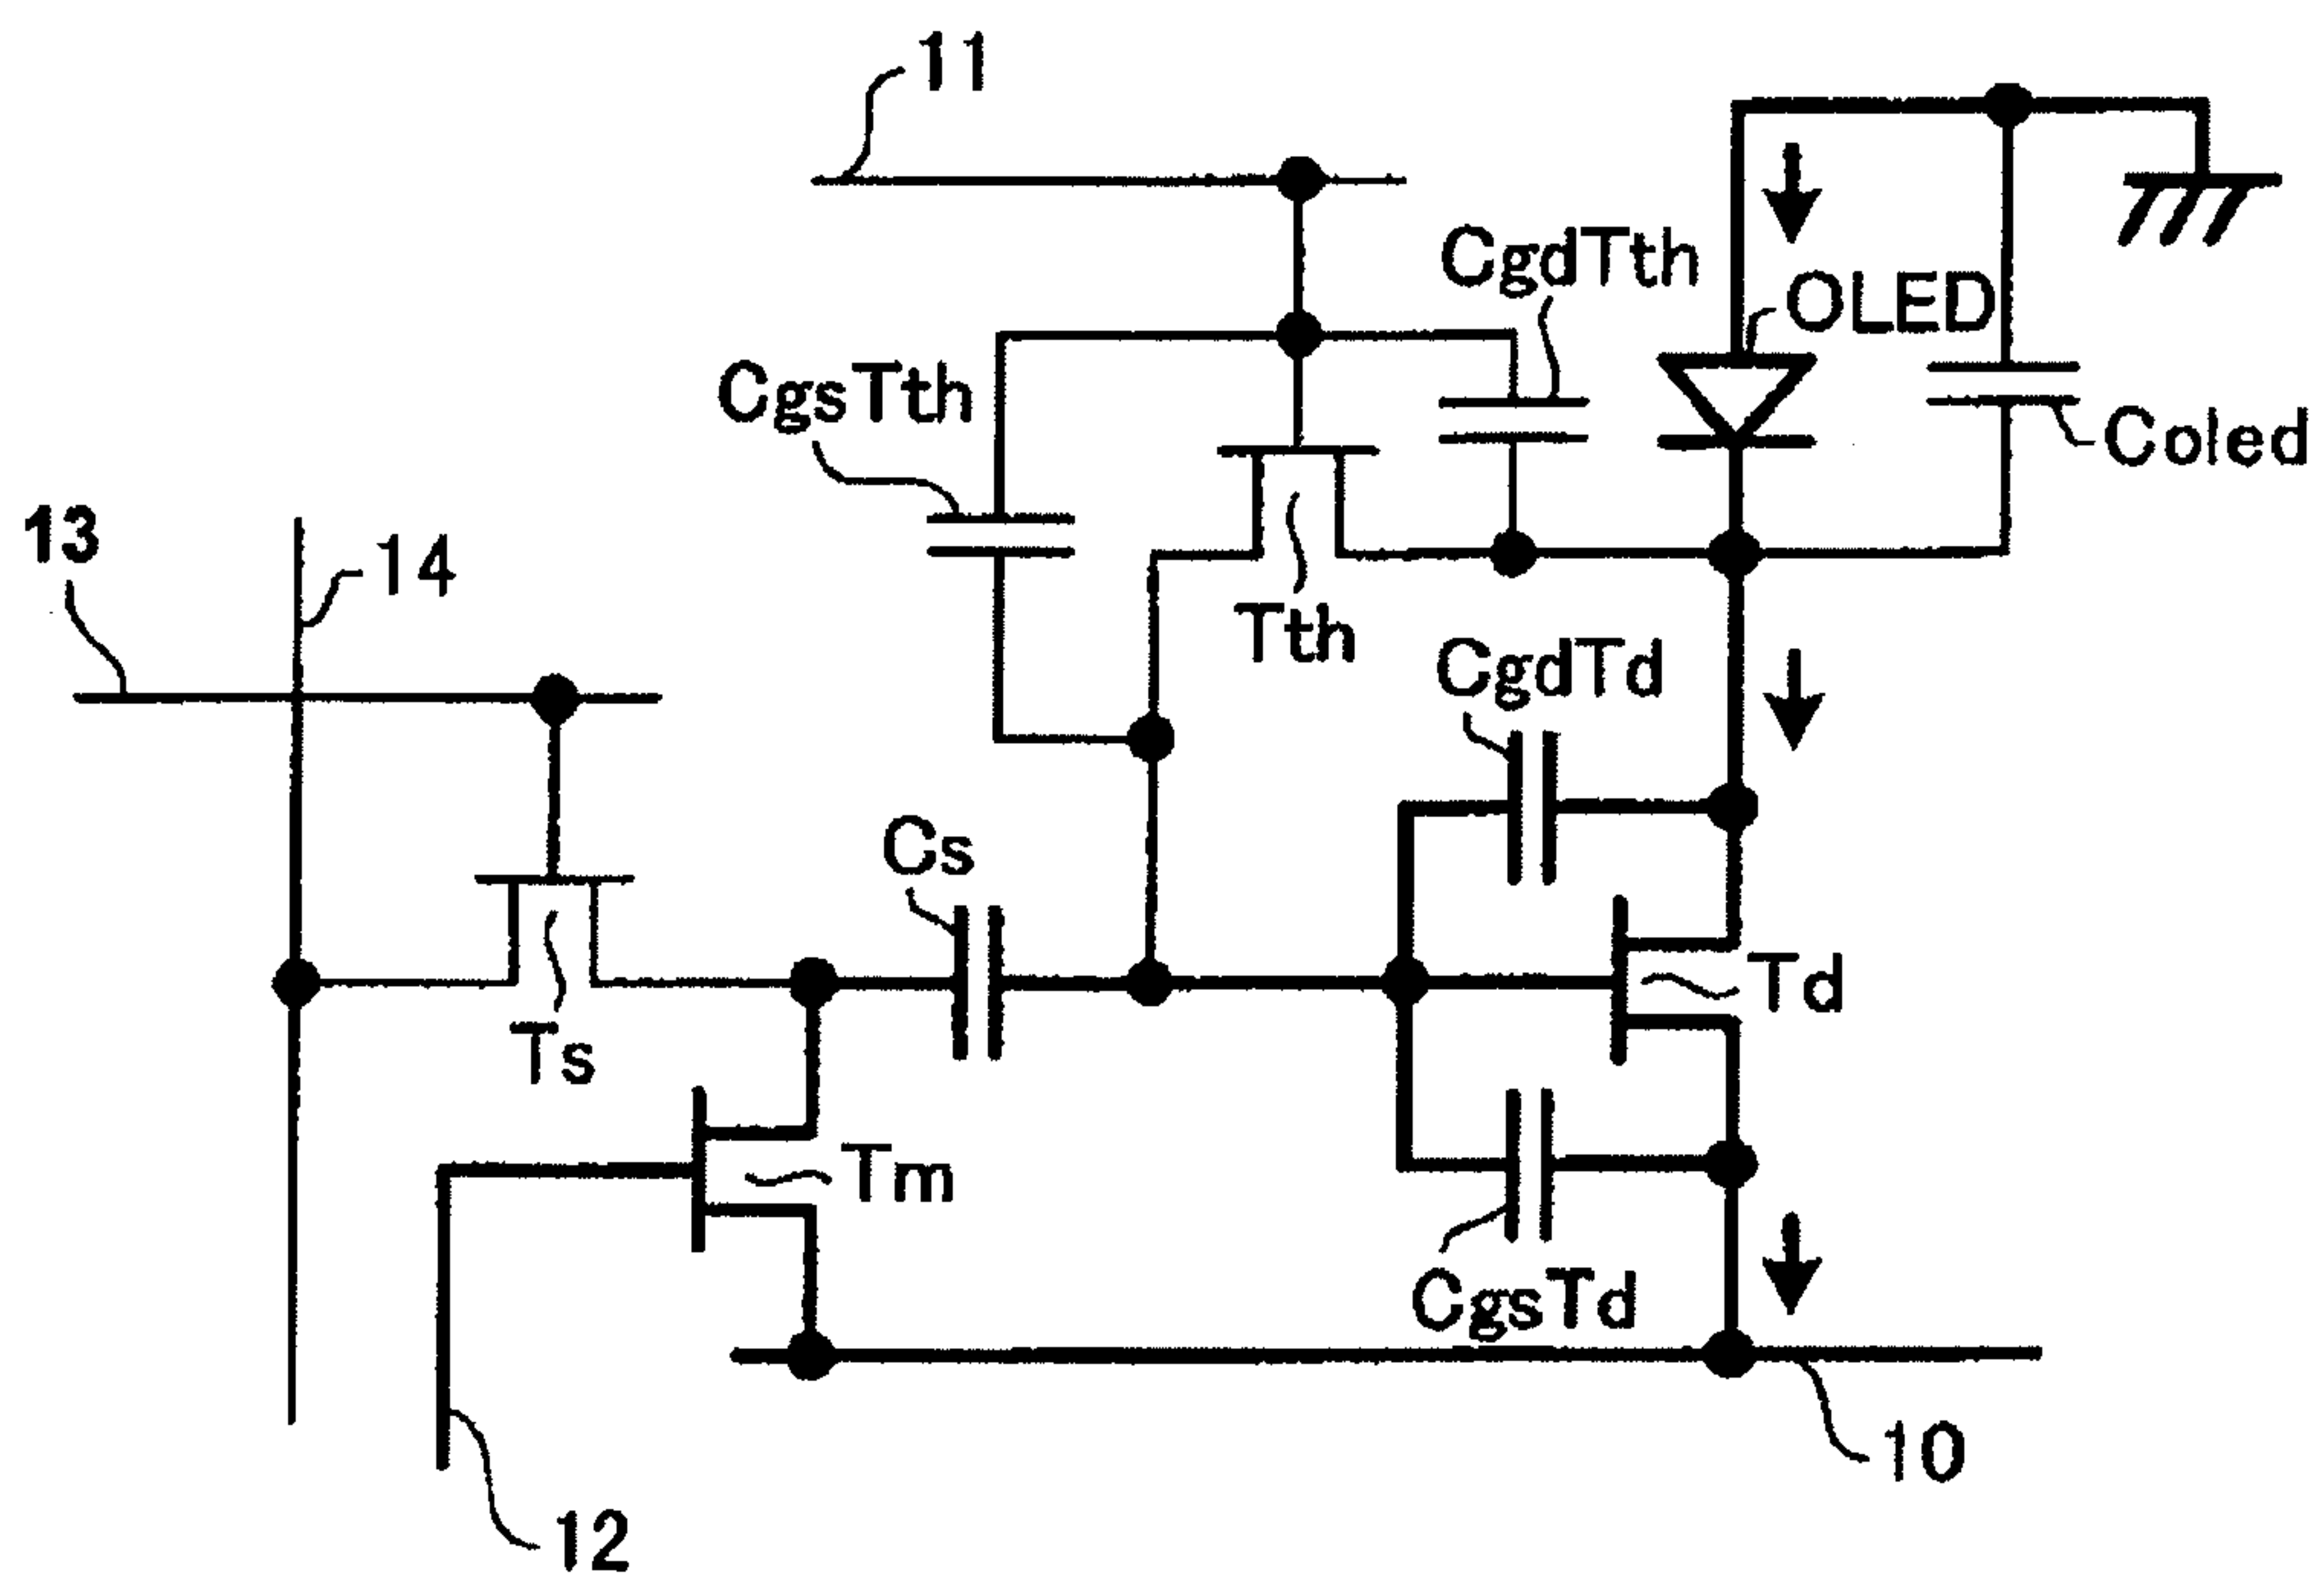 11
CgdTth
OLED
CgsTth
Coled
13
14
Tth
CgdTd
Cs
Td
Ts
Tm
CgsTd
10
12